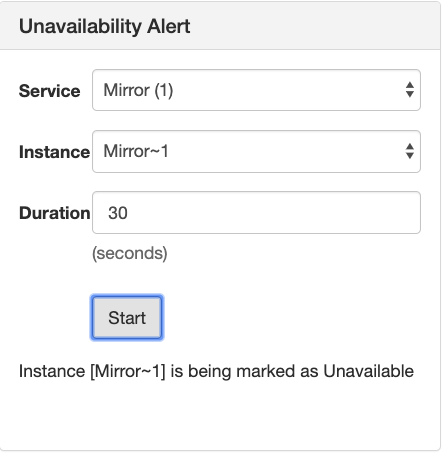 Unavailability Alert
Service Mirror (1)
Instance Mirror~1
Duration 30
(seconds)
Start
Instance [Mirror~1] is being marked as Unavailable